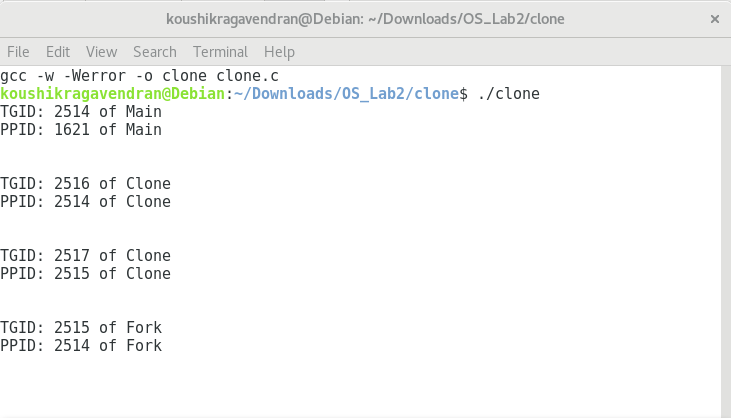 koushikragavendran@Debian: ~/Downloads/OS_Lab2/clone
File Edit View Search Terminal Help
gcc -w -Werror -o clone clone.c
koushikragavendran@Debian:~/Downloads/OS_Lab2/clone$ ./clone
TGID: 2514 of Main
PPID: 1621 of Main
TGID: 2516 of Clone
PPID: 2514 of Clone
TGID: 2517 of Clone
PPID: 2515 of Clone
TGID: 2515 of Fork
PPID: 2514 of Fork